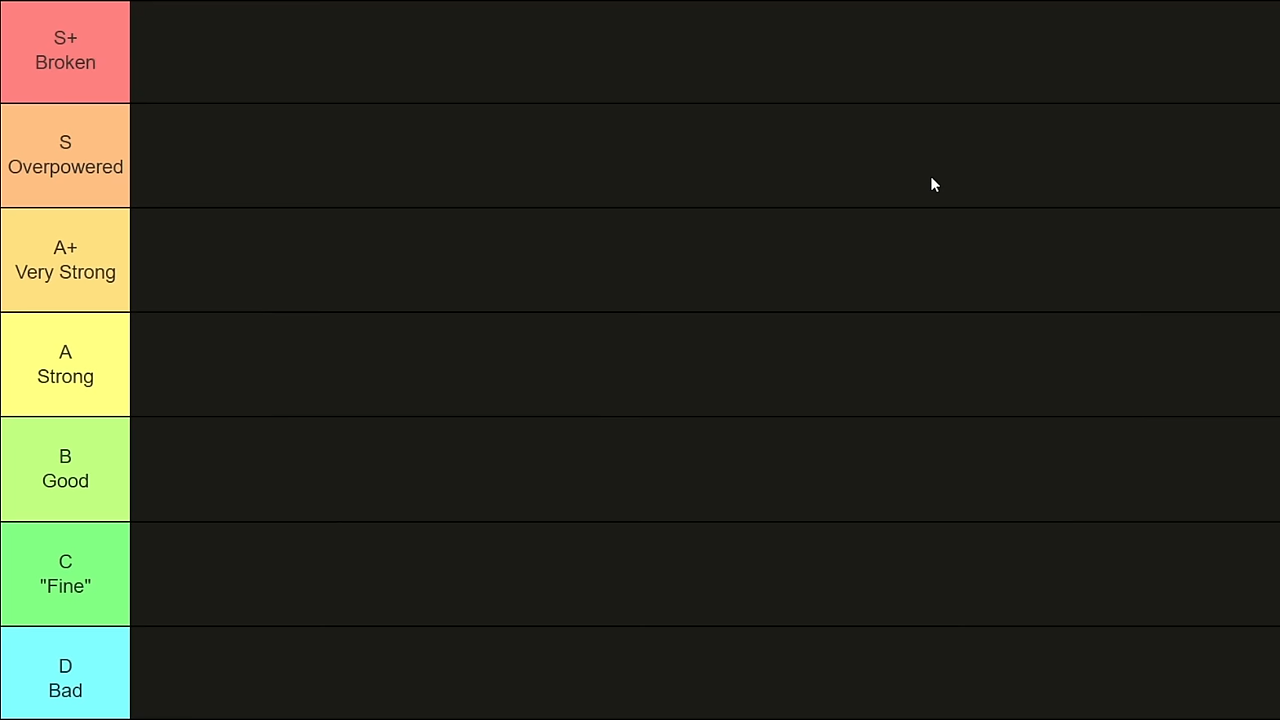 S+
Broken
S
Overpowered
A+
Very Strong
A
Strong
B
Good
C
"Fine"
D
Bad